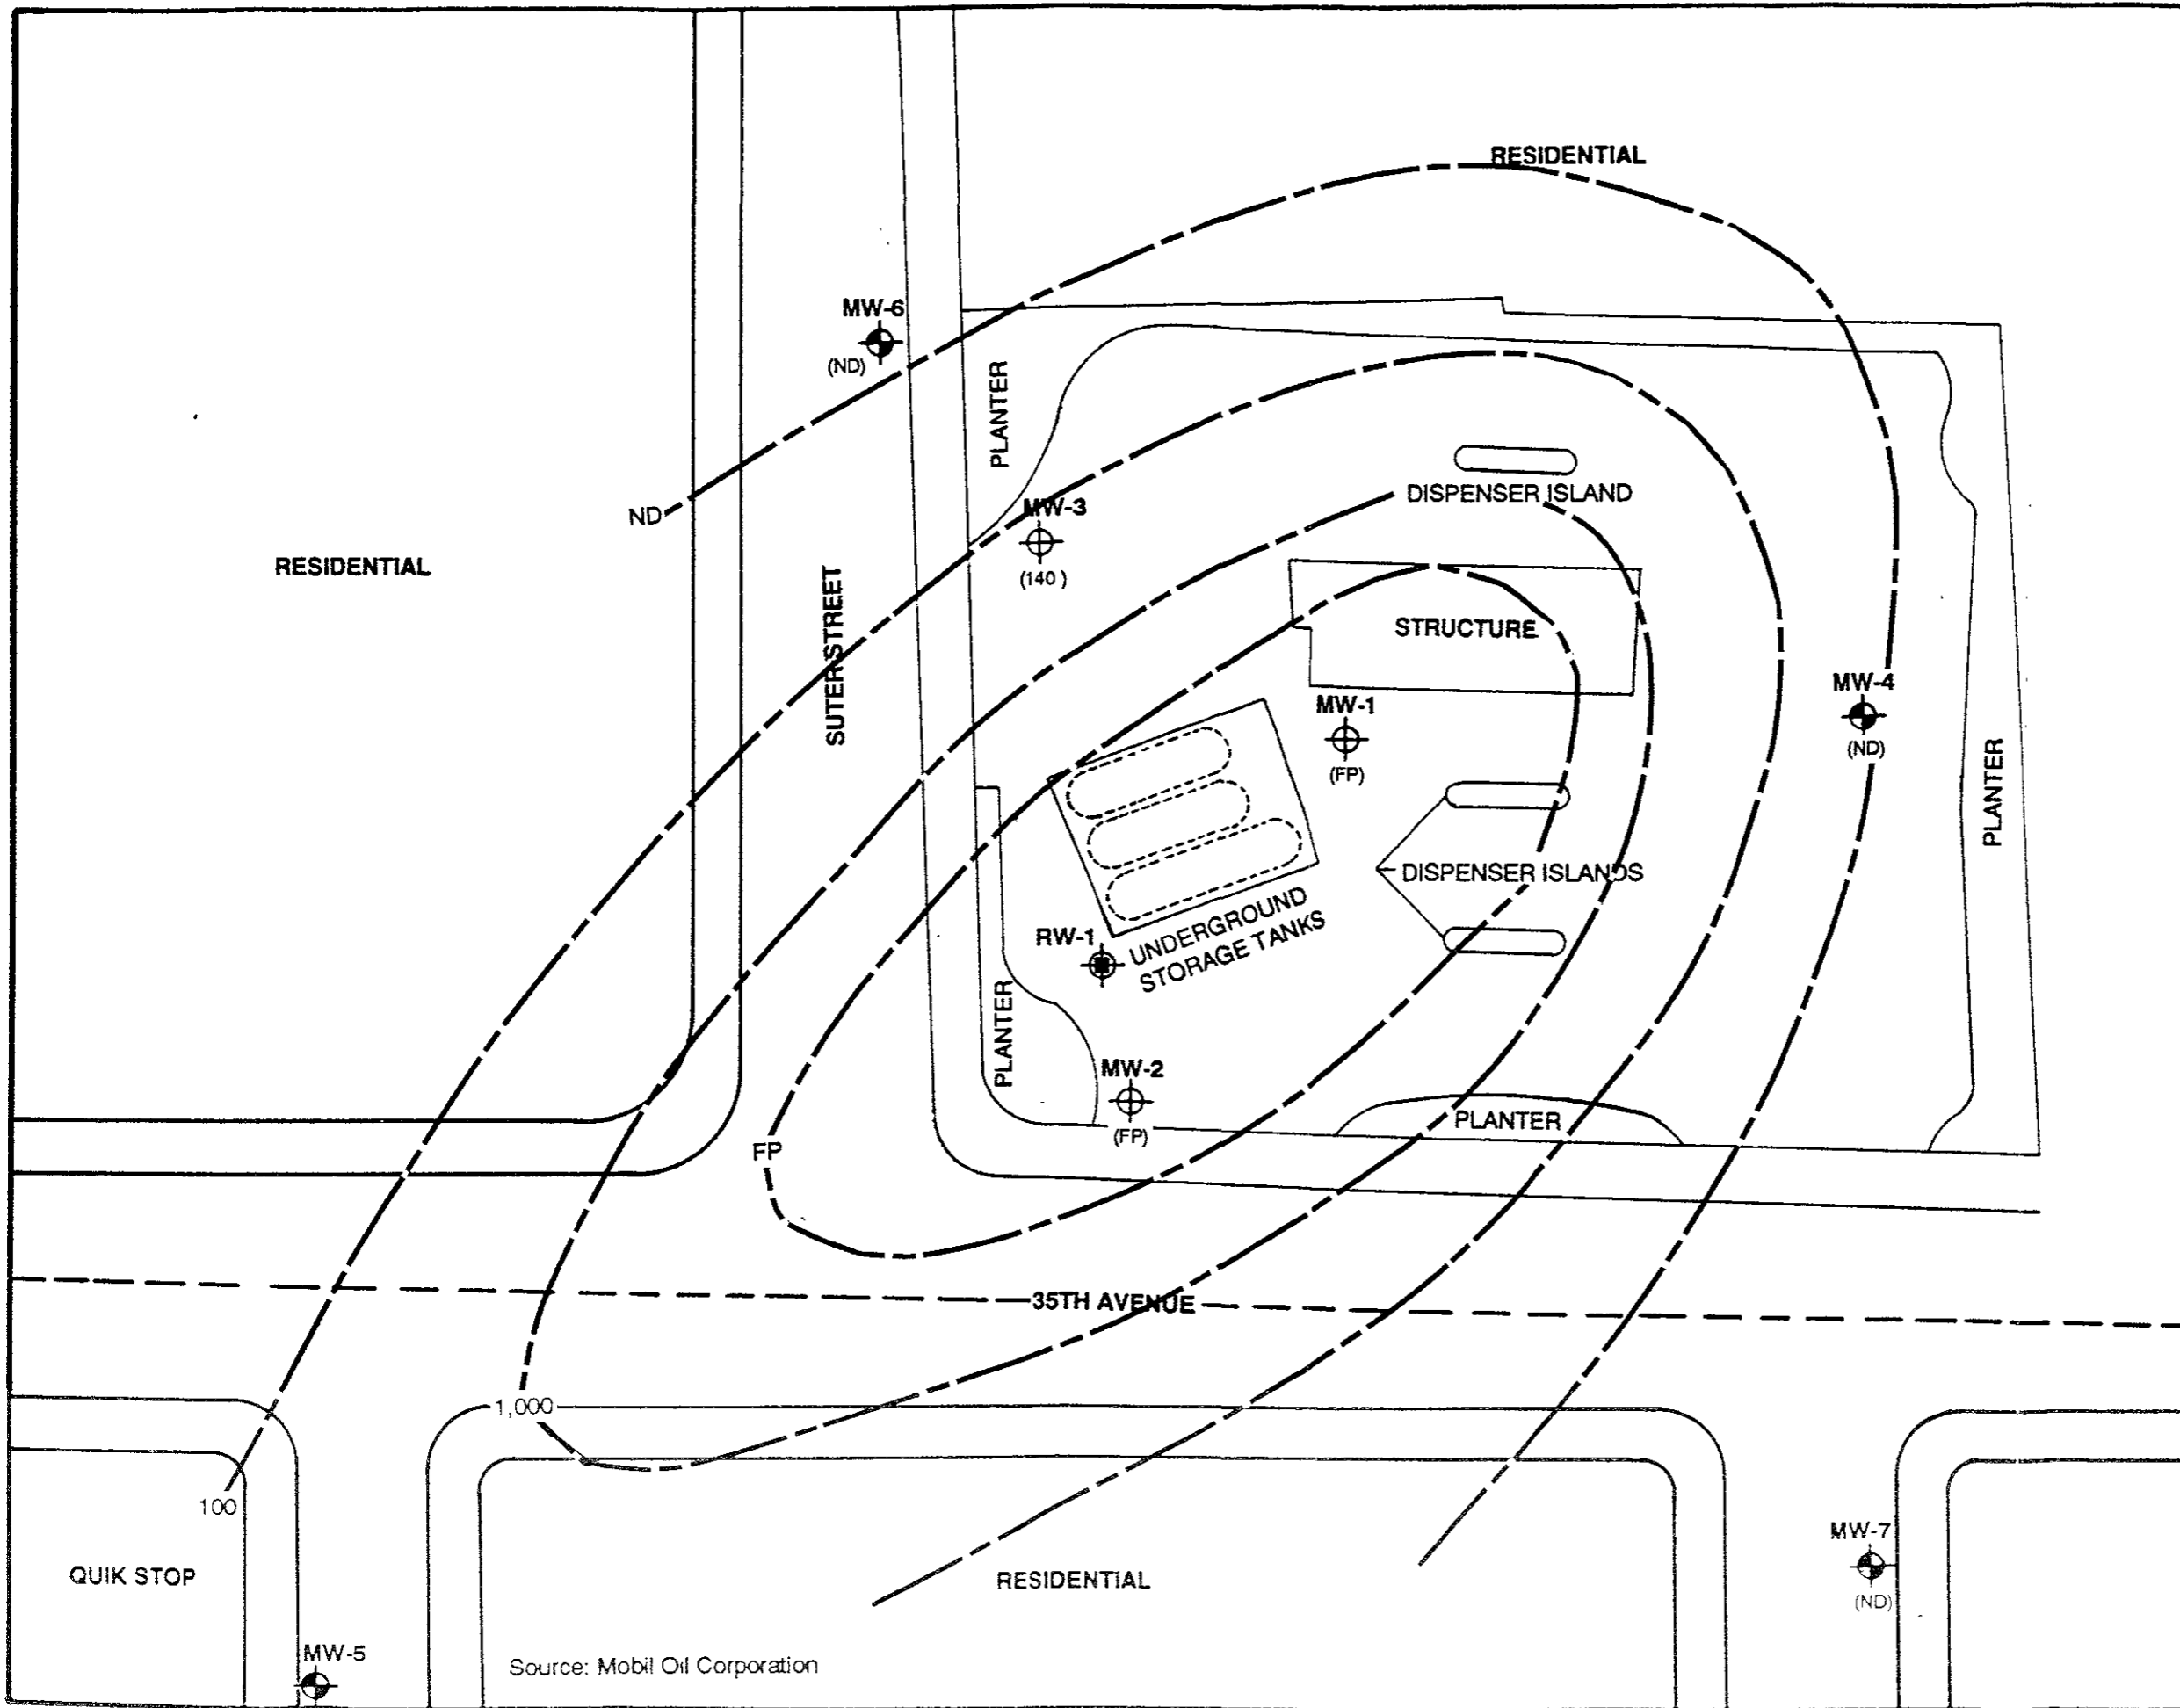 RESIDENTIAL
MW-6
(ND)
PLANTER
DISPENSER ISLAND
MW-3
(140)
ND
RESIDENTIAL
SUTER STREET
STRUCTURE
MW-4
(ND)
MW-1
(FP)
PLANTER
DISPENSER ISLANDS
RW-1
UNDERGROUND
STORAGE TANKS
PLANTER
MW-2
(FP)
PLANTER
FP
35TH AVENUE
1,000
100
QUIK STOP
RESIDENTIAL
MW-7
(ND)
MW-5
Source: Mobil Oil Corporation